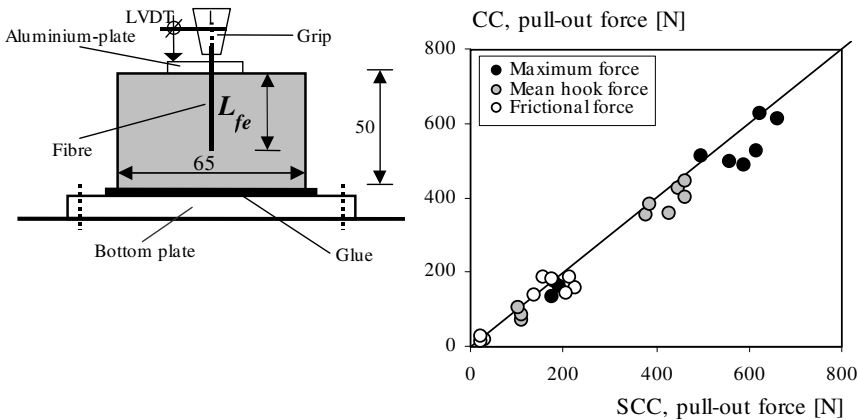 LVDT
Aluminium-plate
Grip
Fibre
L fe
50
65
Bottom plate
Glue
CC, pull-out force [N]
Maximum force
Mean hook force
Frictional force
800
600
400
200
0
0
200
400
600
800
SCC, pull-out force [N]